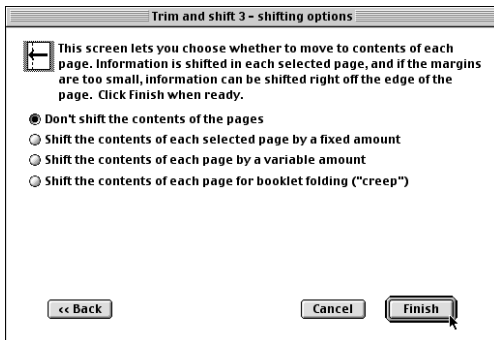 Trim and shift 3 - shifting options
This screen lets you choose whether to move to contents of each
page. Information is shifted in each selected page, and if the margins
are too small, information can be shifted right off the edge of the
page. Click Finish when ready.
Don't shift the contents of the pages
Shift the contents of each selected page by a fixed amount
Shift the contents of each page by a variable amount
Shift the contents of each page for booklet folding ("creep")
<< Back
Cancel
Finish